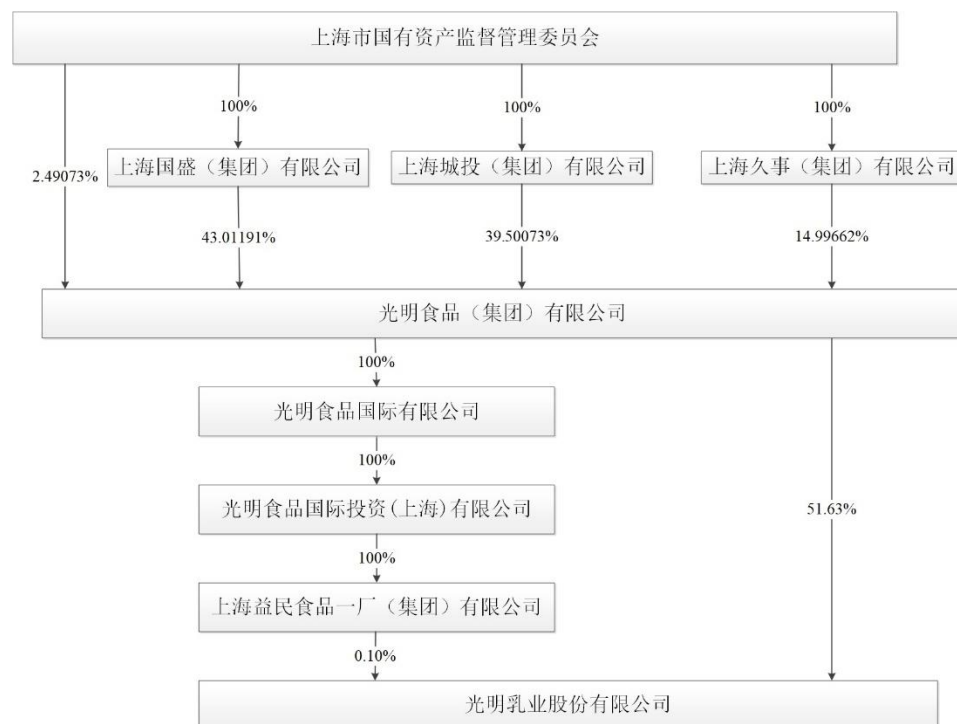 上海市国有资产监督管理委员会
100%
100%
100%
上海国盛（集团）有限公司
上海城投（集团）有限公司
上海久事（集团）有限公司
2.49073%
43.01191%
39.50073%
14.99662%
光明食品（集团）有限公司
100%
光明食品国际有限公司
100%
光明食品国际投资(上海)有限公司
51.63%
100%
上海益民食品一厂（集团）有限公司
0.10%
光明乳业股份有限公司